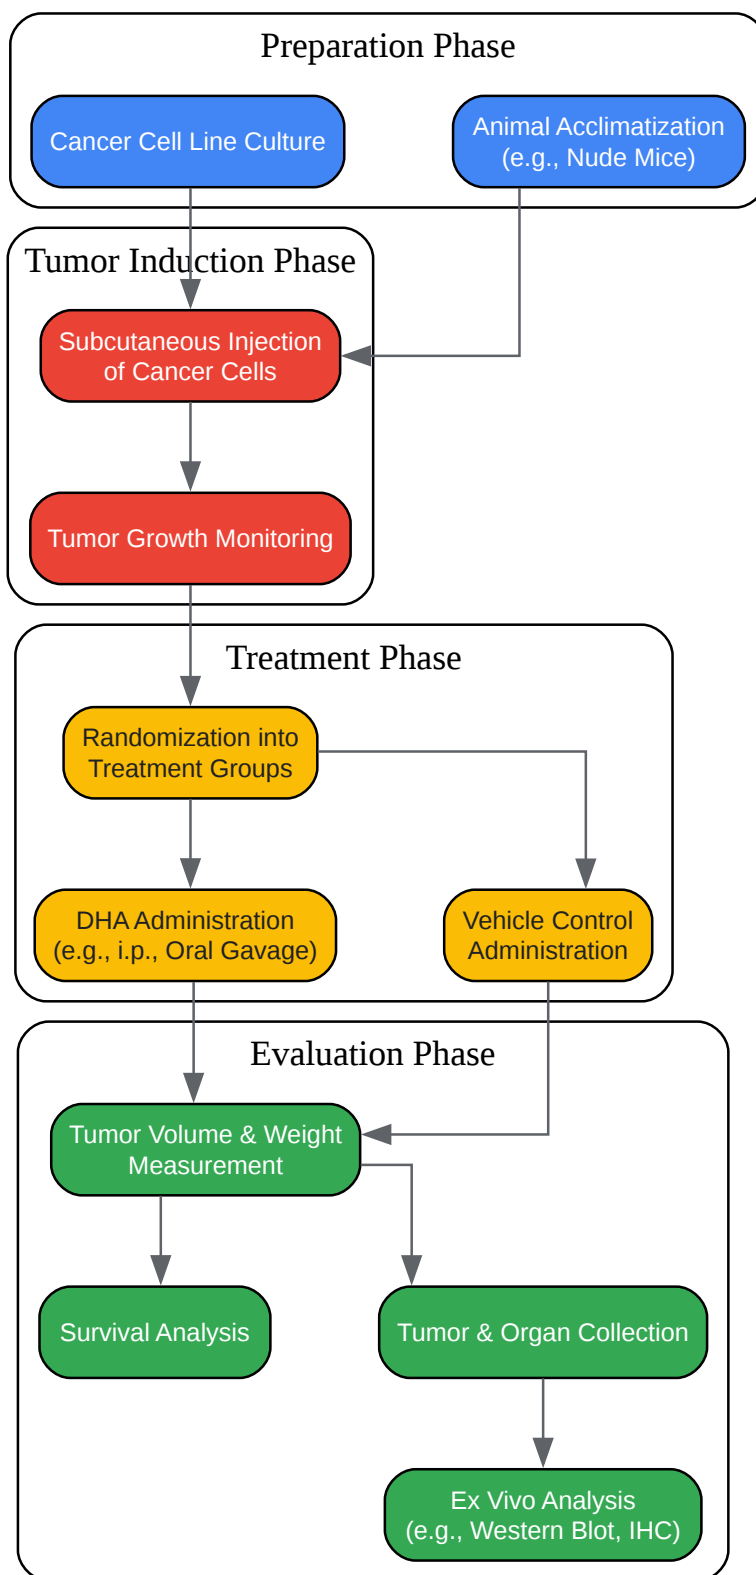 Preparation Phase
Cancer Cell Line Culture
Animal Acclimatization
(e.g., Nude Mice)
Tumor Induction Phase
Subcutaneous Injection
of Cancer Cells
Tumor Growth Monitoring
Treatment Phase
Randomization into
Treatment Groups
DHA Administration
(e.g., i.p., Oral Gavage)
Vehicle Control
Administration
Evaluation Phase
Tumor Volume & Weight
Measurement
Survival Analysis
Tumor & Organ Collection
Ex Vivo Analysis
(e.g., Western Blot, IHC)